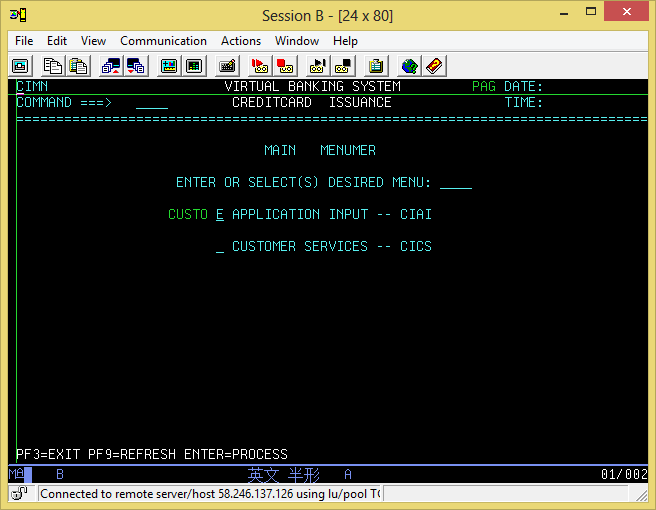 Session B - [24 x 80]
File Edit View Communication Actions Window Help
CIMN VIRTUAL BANKING SYSTEM PAG DATE:
COMMAND ===> ____ CREDITCARD ISSUANCE TIME:
===============================================================================
MAIN MENUMER
ENTER OR SELECT(S) DESIRED MENU: ____
CUSTO E APPLICATION INPUT -- CIAI
_ CUSTOMER SERVICES -- CICS
PF3=EXIT PF9=REFRESH ENTER=PROCESS
MA B 英文 半形 A 01/002
Connected to remote server/host 58.246.137.126 using lu/pool TC